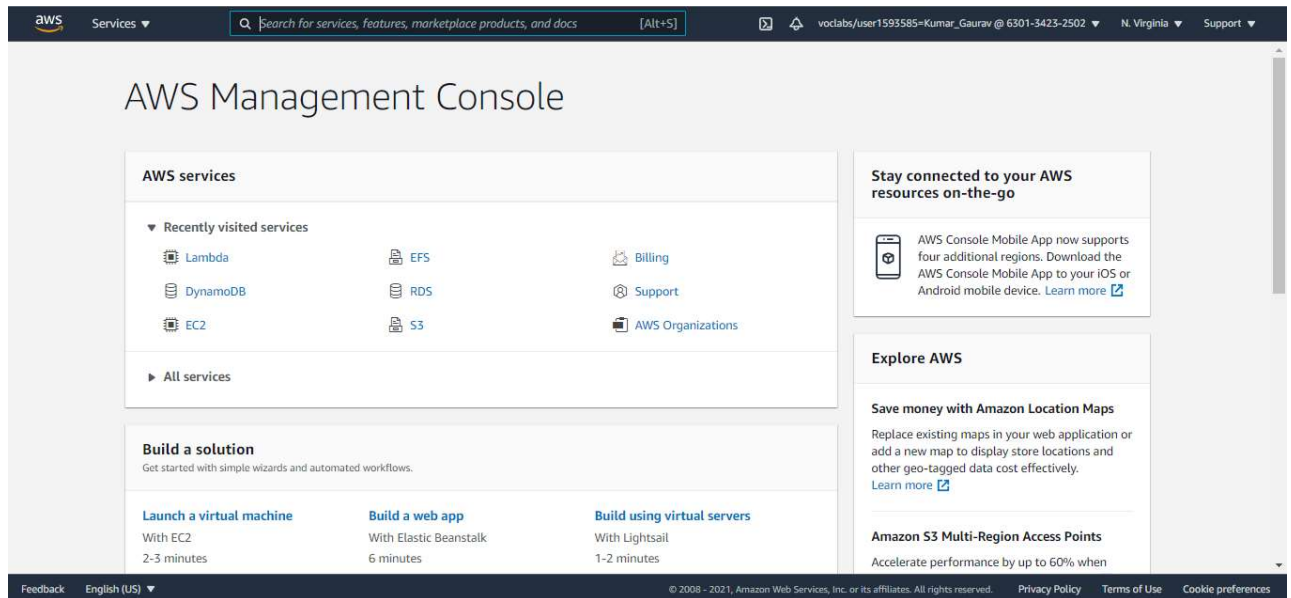 aws Services ▼ Search for services, features, marketplace products, and docs [Alt+S] voclabs/user1593585=Kumar_Gaurav @ 6301-3423-2502 ▼ N. Virginia ▼ Support ▼
AWS Management Console
AWS services
▼ Recently visited services
Lambda EFS Billing
DynamoDB RDS Support
EC2 S3 AWS Organizations
▶ All services
Build a solution
Get started with simple wizards and automated workflows.
Launch a virtual machine Build a web app Build using virtual servers
With EC2 With Elastic Beanstalk With Lightsail
2-3 minutes 6 minutes 1-2 minutes
Stay connected to your AWS
resources on-the-go
AWS Console Mobile App now supports
four additional regions. Download the
AWS Console Mobile App to your iOS or
Android mobile device. Learn more
Explore AWS
Save money with Amazon Location Maps
Replace existing maps in your web application or
add a new map to display store locations and
other geo-tagged data cost effectively.
Learn more
Amazon S3 Multi-Region Access Points
Accelerate performance by up to 60% when
Feedback English (US) ▼ © 2008 - 2021, Amazon Web Services, Inc. or its affiliates. All rights reserved. Privacy Policy Terms of Use Cookie preferences